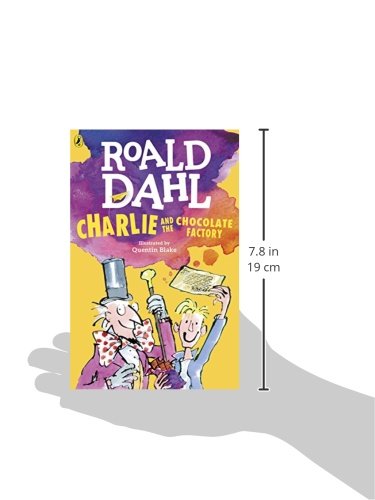 ROALD
DAHL
CHARLIE AND THE CHOCOLATE FACTORY
Illustrated by
Quentin Blake
7.8 in
19 cm